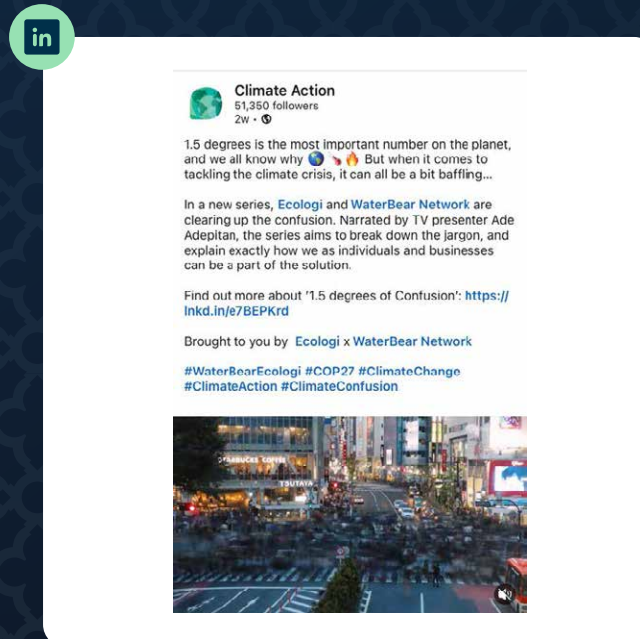 in
Climate Action
51,350 followers
2w •
1.5 degrees is the most important number on the planet,
and we all know why 🌎 ☄️ 🔥 But when it comes to
tackling the climate crisis, it can all be a bit baffling...
In a new series, Ecologi and WaterBear Network are
clearing up the confusion. Narrated by TV presenter Ade
Adepitan, the series aims to break down the jargon, and
explain exactly how we as individuals and businesses
can be a part of the solution.
Find out more about '1.5 degrees of Confusion': https://
lnkd.in/e7BEPKrd
Brought to you by Ecologi x WaterBear Network
#WaterBearEcologi #COP27 #ClimateChange
#ClimateAction #ClimateConfusion
STARBUCKS COFFEE
TSUTAYA